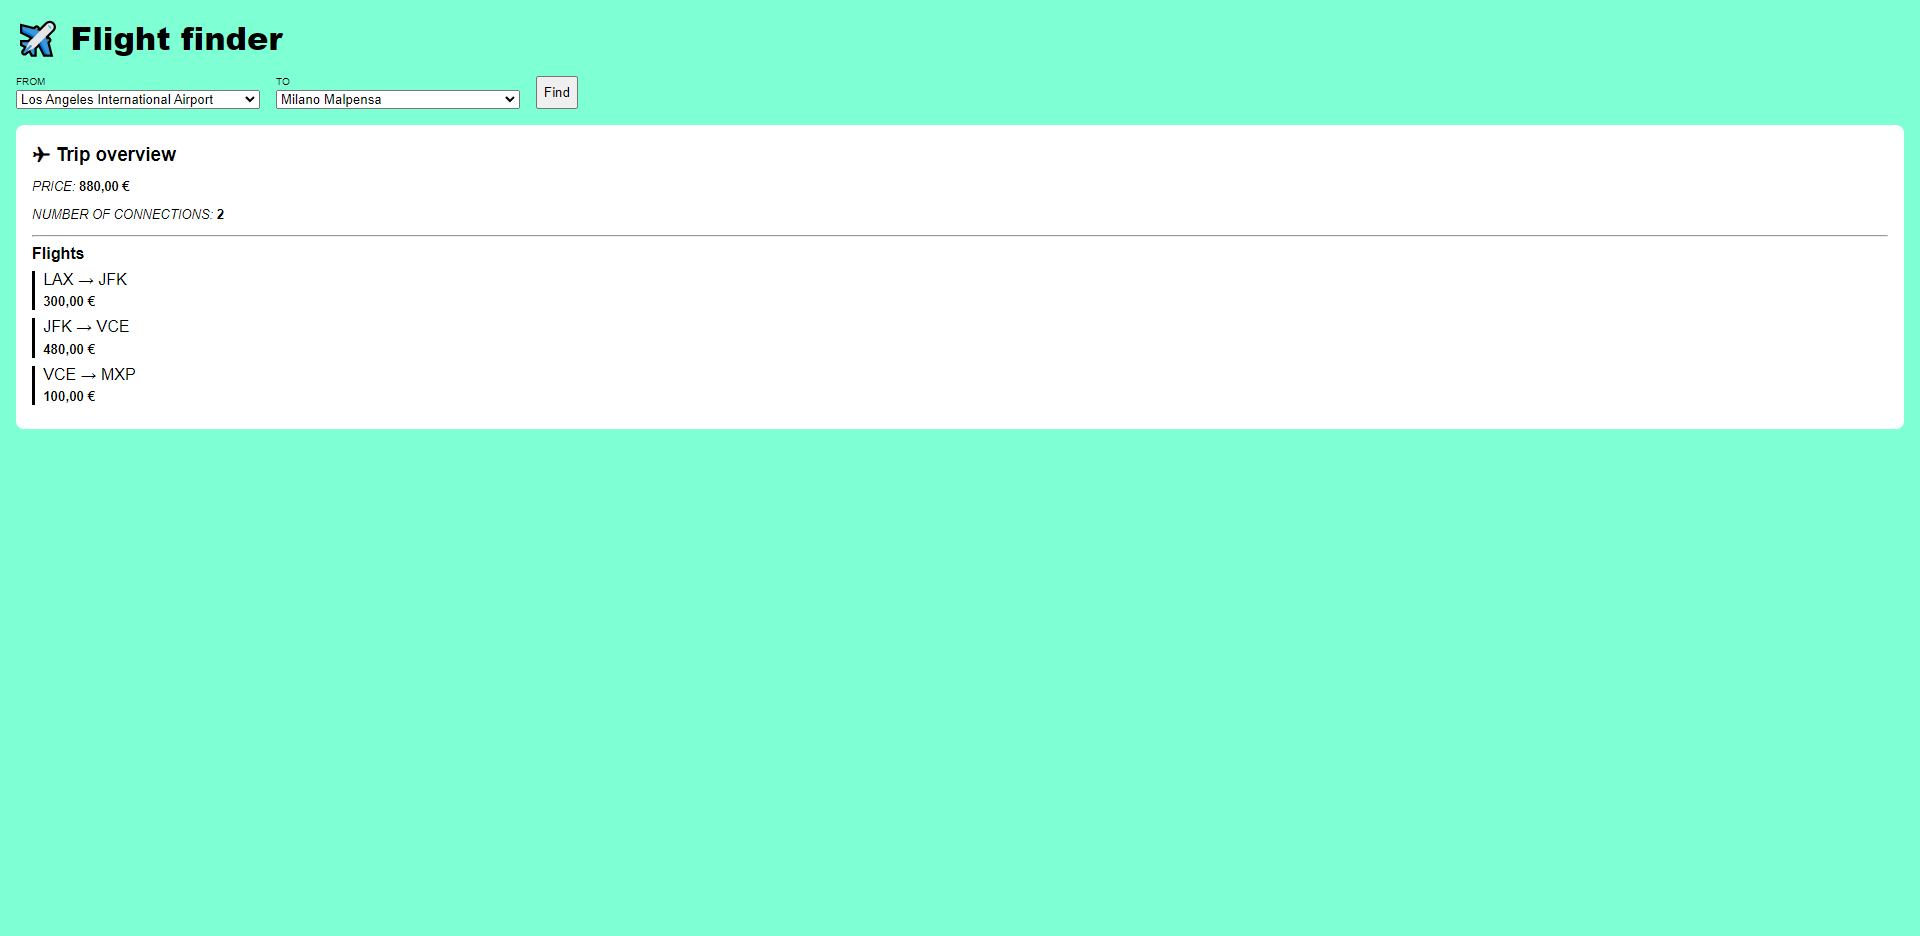 Flight finder
FROM TO
Los Angeles International Airport Milano Malpensa Find
Trip overview
PRICE: 880,00 €
NUMBER OF CONNECTIONS: 2
Flights
LAX → JFK
300,00 €
JFK → VCE
480,00 €
VCE → MXP
100,00 €